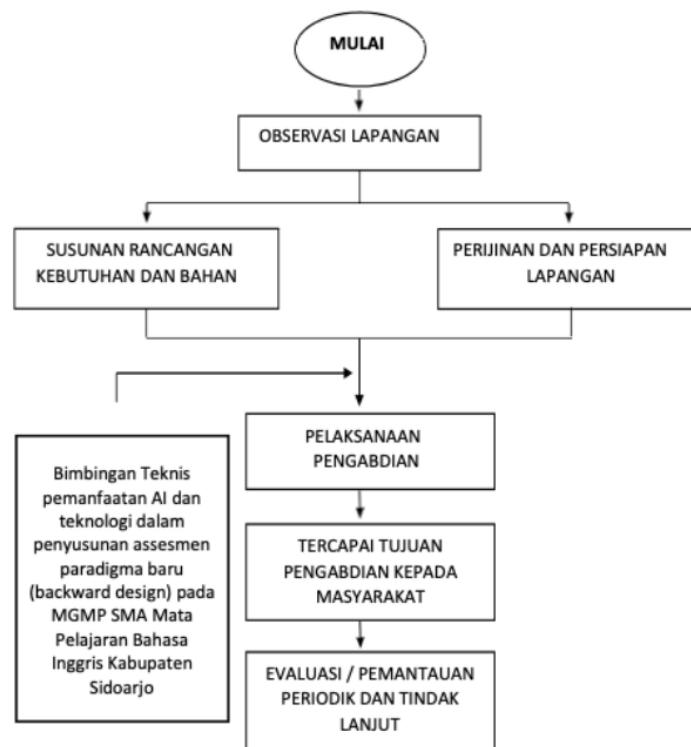 MULAI
OBSERVASI LAPANGAN
SUSUNAN RANCANGAN
KEBUTUHAN DAN BAHAN
PERIJINAN DAN PERSIAPAN
LAPANGAN
PELAKSANAAN
PENGABDIAN
Bimbingan Teknis
pemanfaatan AI dan
teknologi dalam
penyusunan assesmen
paradigma baru
(backward design) pada
MGMP SMA Mata
Pelajaran Bahasa
Inggris Kabupaten
Sidoarjo
TERCAPAI TUJUAN
PENGABDIAN KEPADA
MASYARAKAT
EVALUASI / PEMANTAUAN
PERIODIK DAN TINDAK
LANJUT